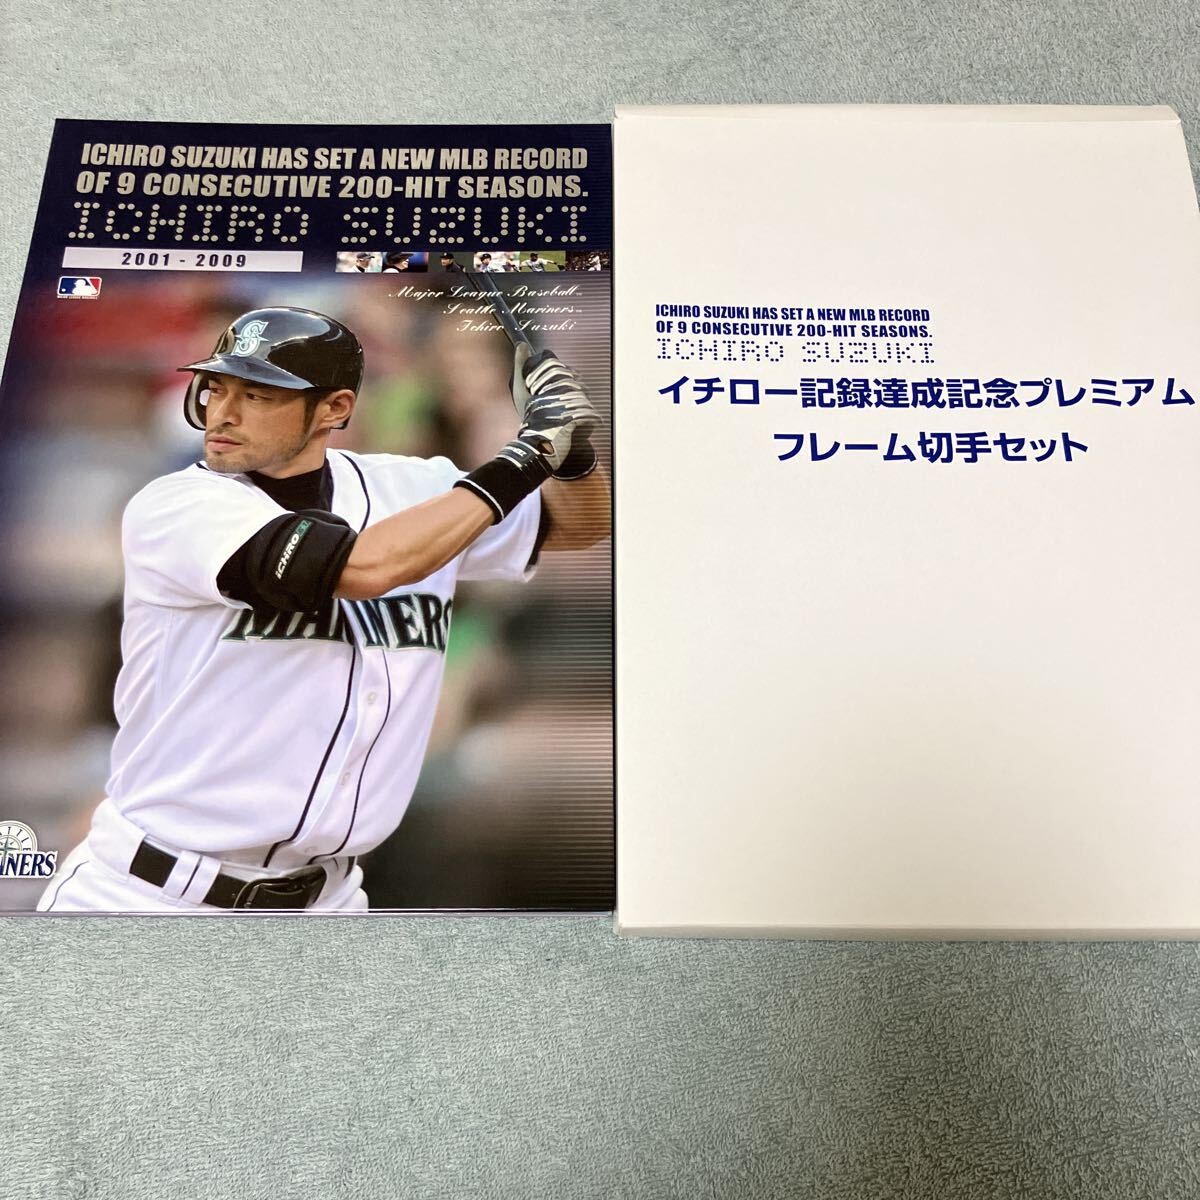 ICHIRO SUZUKI HAS SET A NEW MLB RECORD
OF 9 CONSECUTIVE 200-HIT SEASONS.
ICHIRO SUZUKI
2001 - 2009
Major League Baseball™
Seattle Mariners™
Ichiro Suzuki
S
ICHIRO
MARINERS
INERS
ICHIRO SUZUKI HAS SET A NEW MLB RECORD
OF 9 CONSECUTIVE 200-HIT SEASONS.
ICHIRO SUZUKI
イチロー記録達成記念プレミアム
フレーム切手セット